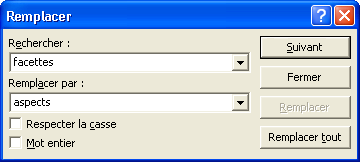 Remplacer
Rechercher :
facettes
Suivant
Fermer
Remplacer par :
aspects
Remplacer
Respecter la casse
Mot entier
Remplacer tout